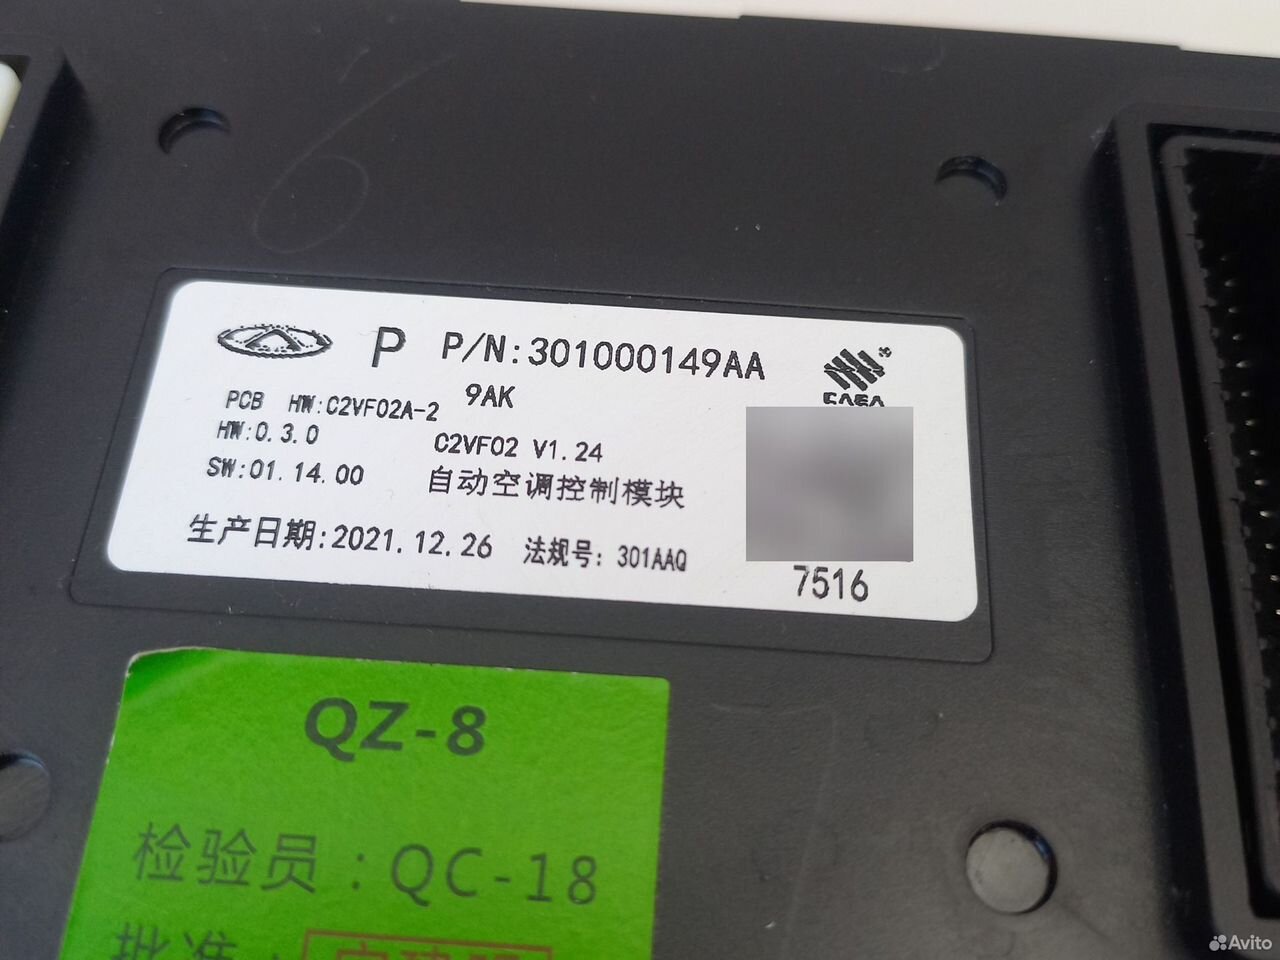 P P/N:301000149AA
9AK
PCB HW:C2VF02A-2
HW:0.3.0
C2VF02 V1.24
SW:01.14.00
自动空调控制模块
生产日期:2021.12.26 法规号: 301AAQ
7516
QZ-8
检验员:QC-18
批准:
Avito